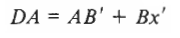 DA = AB' + Bx'